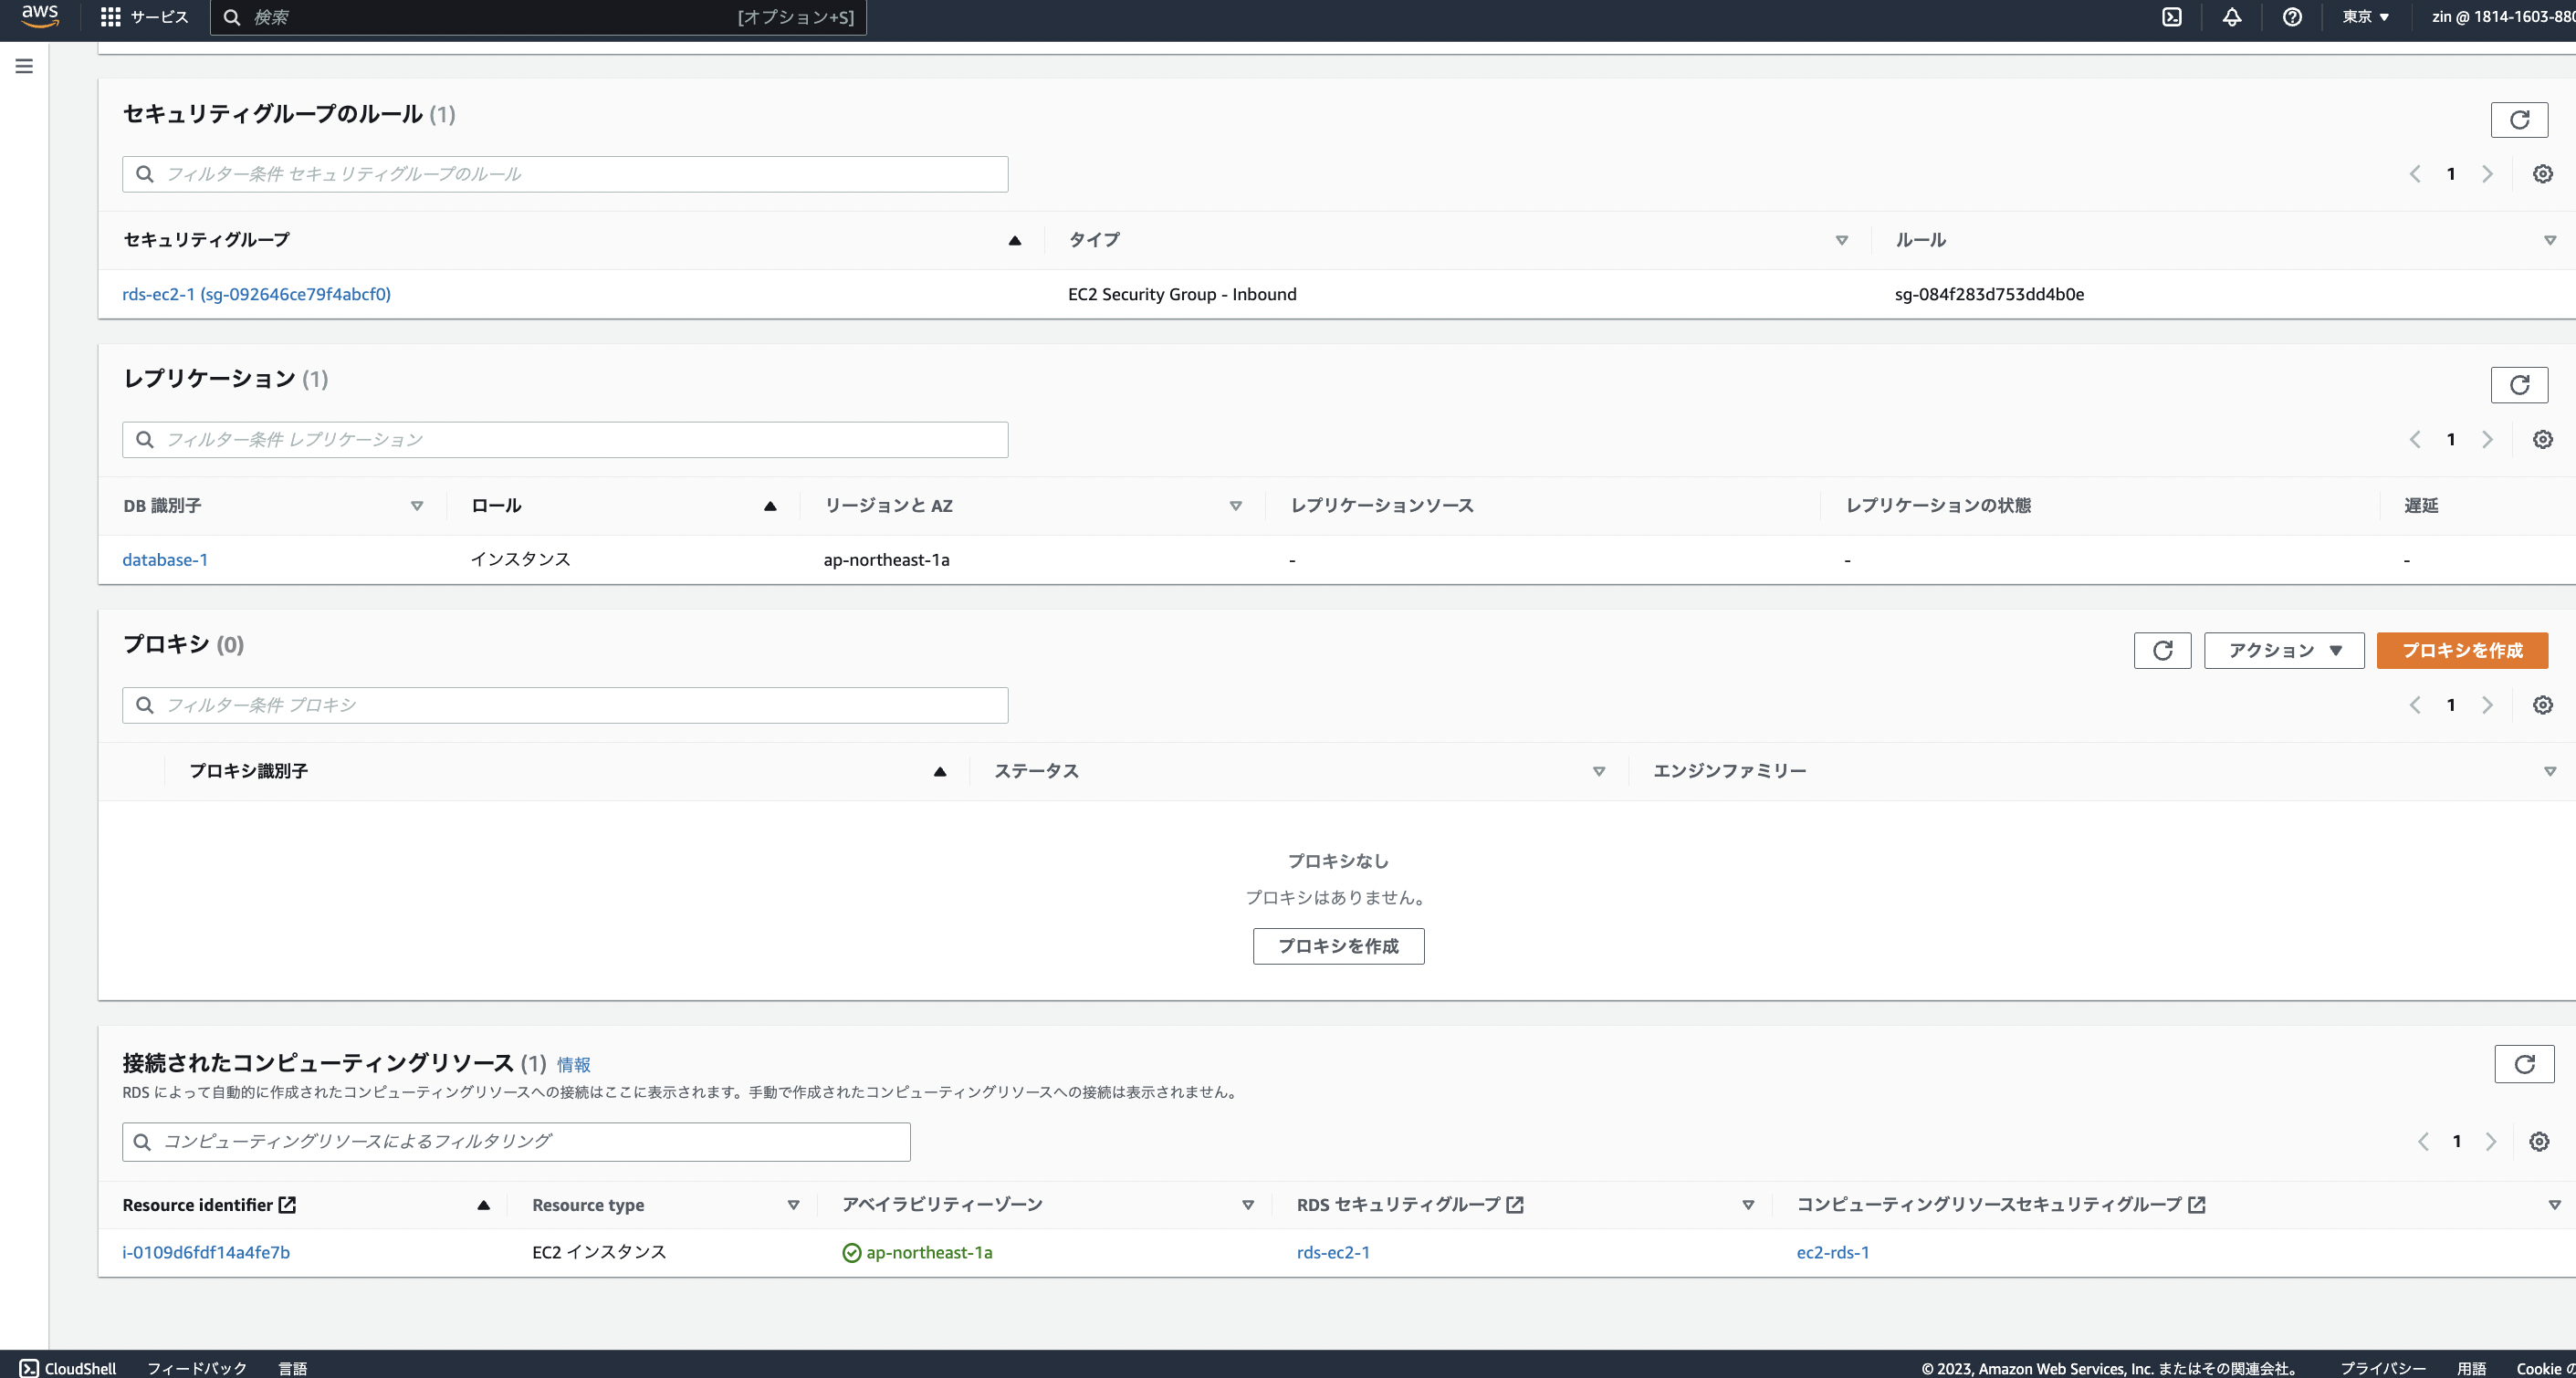 aws サービス 検索 [オプション+S] 東京 ▼ zin @ 1814-1603-880
セキュリティグループのルール (1)
フィルター条件 セキュリティグループのルール
1
セキュリティグループ タイプ ルール
rds-ec2-1 (sg-092646ce79f4abcf0) EC2 Security Group - Inbound sg-084f283d753dd4b0e
レプリケーション (1)
フィルター条件 レプリケーション
1
DB 識別子 ロール リージョンと AZ レプリケーションソース レプリケーションの状態 遅延
database-1 インスタンス ap-northeast-1a - - -
プロキシ (0)
アクション ▼ プロキシを作成
フィルター条件 プロキシ
1
プロキシ識別子 ステータス エンジンファミリー
プロキシなし
プロキシはありません。
プロキシを作成
接続されたコンピューティングリソース (1) 情報
RDS によって自動的に作成されたコンピューティングリソースへの接続はここに表示されます。手動で作成されたコンピューティングリソースへの接続は表示されません。
コンピューティングリソースによるフィルタリング
1
Resource identifier Resource type アベイラビリティーゾーン RDS セキュリティグループ コンピューティングリソースセキュリティグループ
i-0109d6fdf14a4fe7b EC2 インスタンス ap-northeast-1a rds-ec2-1 ec2-rds-1
CloudShell フィードバック 言語 © 2023, Amazon Web Services, Inc. またはその関連会社。 プライバシー 用語 Cookie の